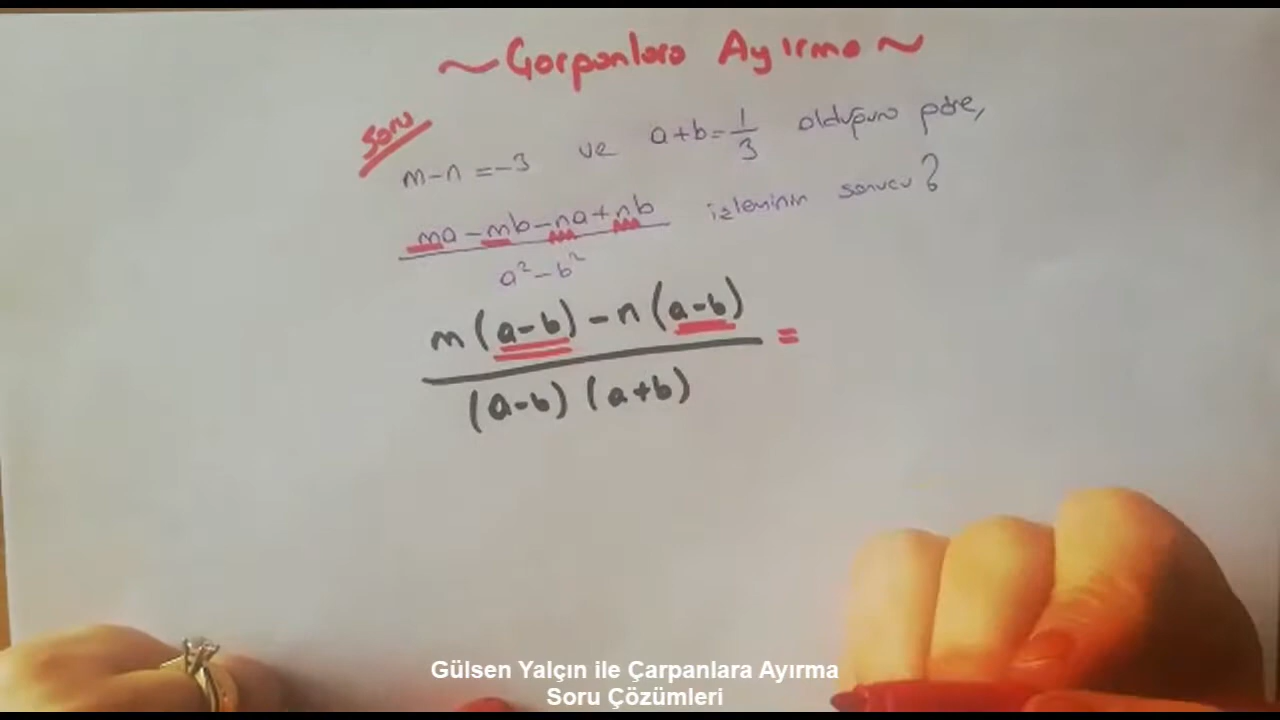 ~ Çarpanlara Ayırma ~
Soru
m-n=-3 ve a+b=1/3 olduğuna göre,
ma-mb-na+nb / a²-b² işleminin sonucu?
m(a-b)-n(a-b) / (a-b)(a+b) =
Gülsen Yalçın ile Çarpanlara Ayırma
Soru Çözümleri